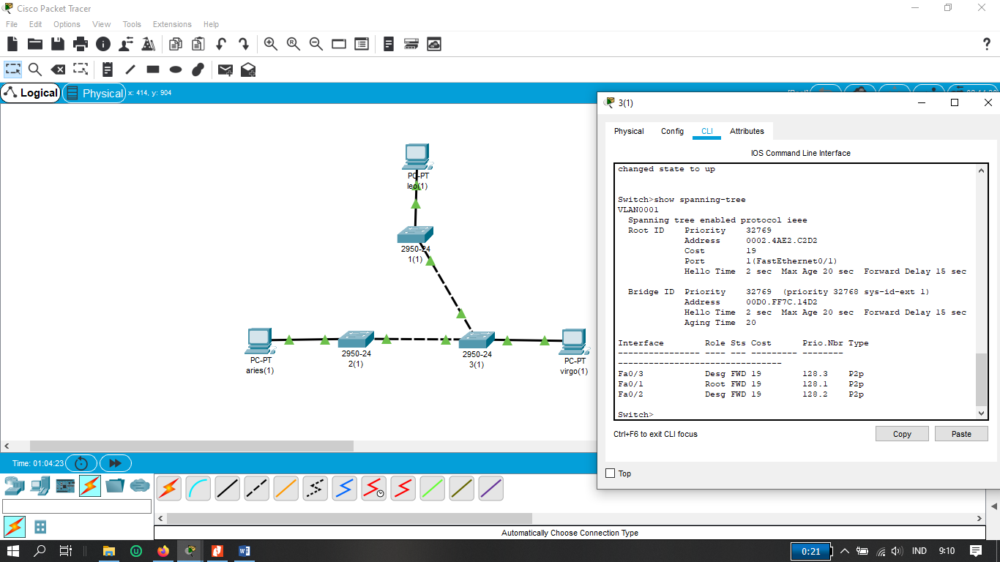 Cisco Packet Tracer
File Edit Options View Tools Extensions Help
Logical
Physical
x: 414, y: 904
PC-PT
leo(1)
2950-24
1(1)
PC-PT
aries(1)
2950-24
2(1)
2950-24
3(1)
PC-PT
virgo(1)
3(1)
Physical Config CLI Attributes
IOS Command Line Interface
changed state to up
Switch>show spanning-tree
VLAN0001
Spanning tree enabled protocol ieee
Root ID Priority 32769
Address 0002.4AE2.C2D2
Cost 19
Port 1(FastEthernet0/1)
Hello Time 2 sec Max Age 20 sec Forward Delay 15 sec
Bridge ID Priority 32769 (priority 32768 sys-id-ext 1)
Address 00D0.FF7C.14D2
Hello Time 2 sec Max Age 20 sec Forward Delay 15 sec
Aging Time 20
Interface Role Sts Cost Prio.Nbr Type
---------------- ---- --- --------- --------
--------------------------------
Fa0/3 Desg FWD 19 128.3 P2p
Fa0/1 Root FWD 19 128.1 P2p
Fa0/2 Desg FWD 19 128.2 P2p
Switch>
Ctrl+F6 to exit CLI focus
Copy
Paste
Top
Time: 01:04:23
Automatically Choose Connection Type
0:21
IND
9:10